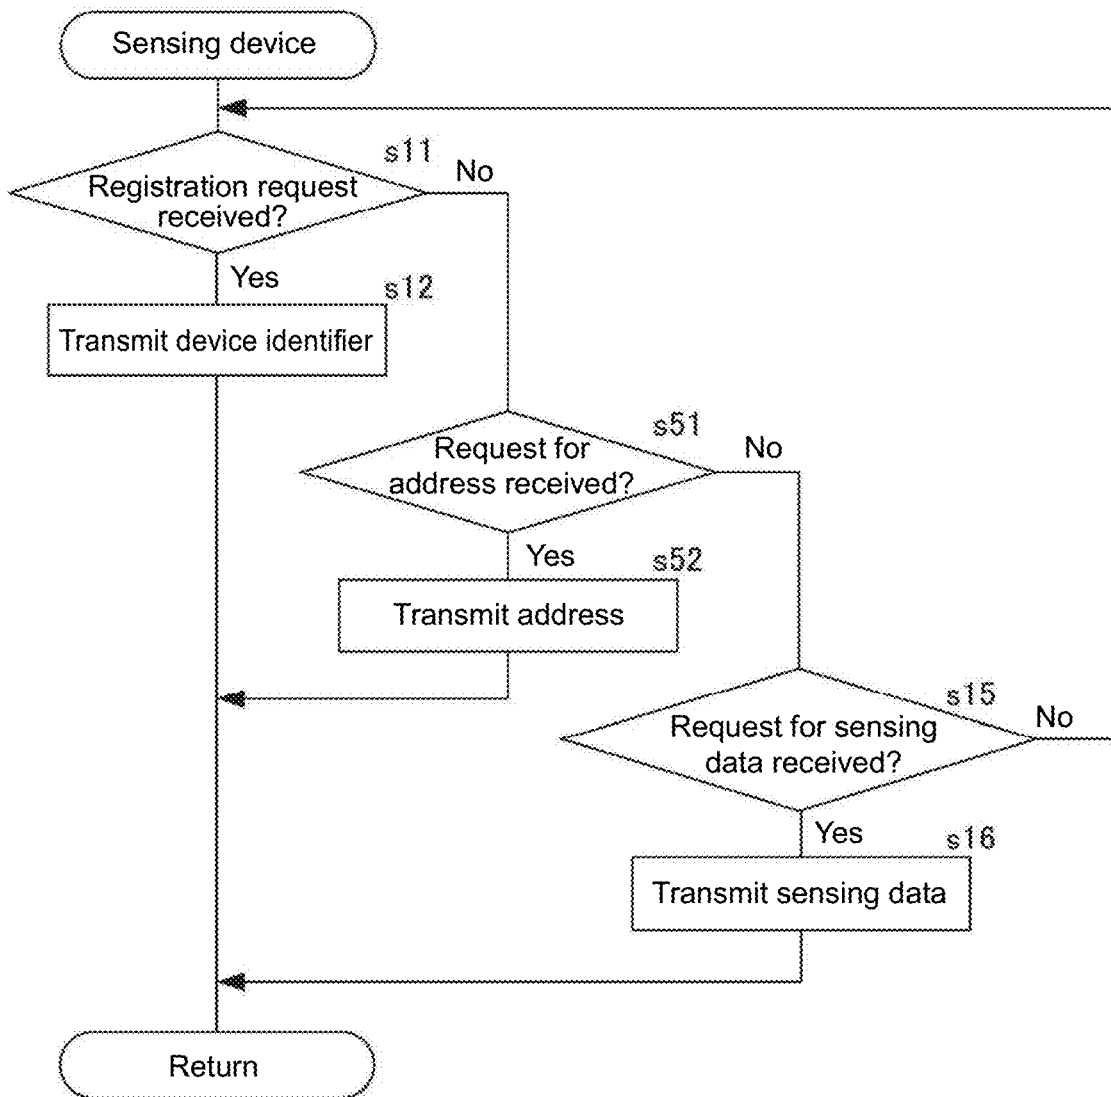 Sensing device
s11
No
Registration request
received?
Yes
s12
Transmit device identifier
s51
No
Request for
address received?
Yes
s52
Transmit address
s15
No
Request for sensing
data received?
Yes
s16
Transmit sensing data
Return